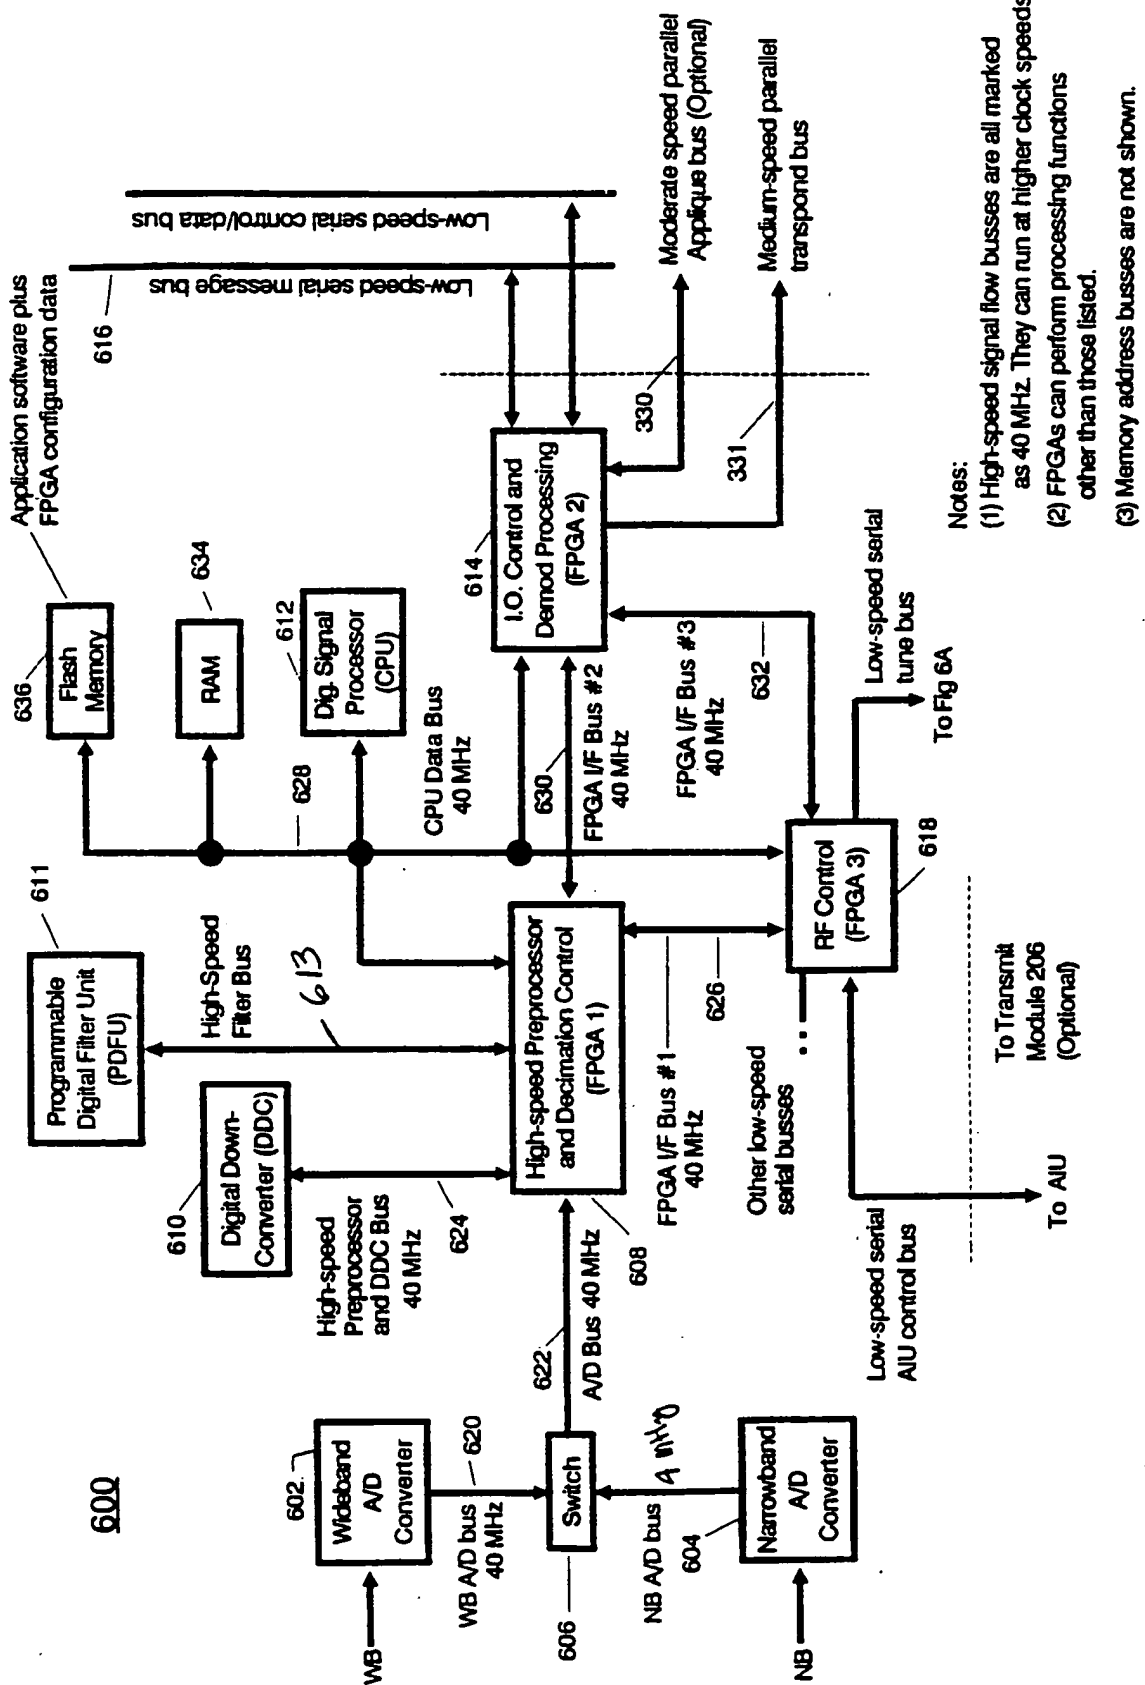 600
WB
602
Wideband
A/D
Converter
WB A/D bus
40 MHz
620
606
Switch
NB A/D bus
4 MHz
604
Narrowband
A/D
Converter
NB
622
A/D Bus 40 MHz
610
Digital Down-
Converter (DDC)
High-speed
Preprocessor
and DDC Bus
40 MHz
624
611
Programmable
Digital Filter Unit
(PDFU)
High-Speed
Filter Bus
613
High-speed Preprocessor
and Decimation Control
(FPGA 1)
608
FPGA I/F Bus #1
40 MHz
626
Other low-speed
serial busses
...
Low-speed serial
AIU control bus
To AIU
To Transmit
Module 206
(Optional)
RF Control
(FPGA 3)
618
To Fig 6A
Low-speed serial
tune bus
Application software plus
FPGA configuration data
636
Flash
Memory
634
RAM
612
Dig. Signal
Processor
(CPU)
628
CPU Data Bus
40 MHz
630
FPGA I/F Bus #2
40 MHz
FPGA I/F Bus #3
40 MHz
632
614
I.O. Control and
Demod Processing
(FPGA 2)
616
Low-speed serial message bus
Low-speed serial control/data bus
330
Moderate speed parallel
Applique bus (Optional)
331
Medium-speed parallel
transpond bus
Notes:
(1) High-speed signal flow busses are all marked
as 40 MHz. They can run at higher clock speeds
(2) FPGAs can perform processing functions
other than those listed.
(3) Memory address busses are not shown.